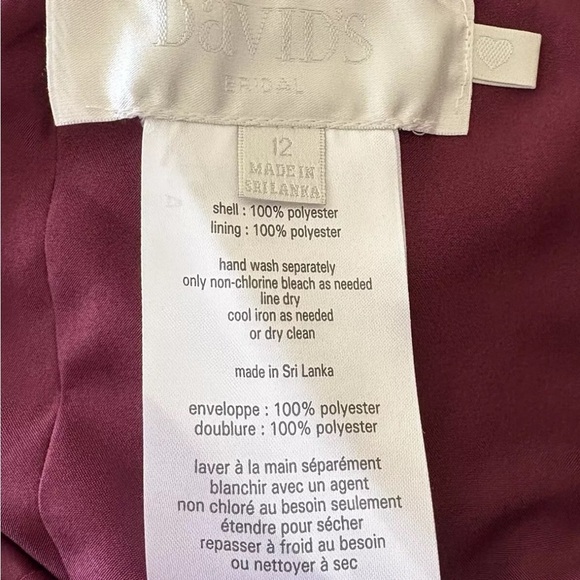 DAVID'S
BRIDAL
12
MADE IN
SRI LANKA
shell : 100% polyester
lining : 100% polyester
hand wash separately
only non-chlorine bleach as needed
line dry
cool iron as needed
or dry clean
made in Sri Lanka
enveloppe : 100% polyester
doublure : 100% polyester
laver à la main séparément
blanchir avec un agent
non chloré au besoin seulement
étendre pour sécher
repasser à froid au besoin
ou nettoyer à sec